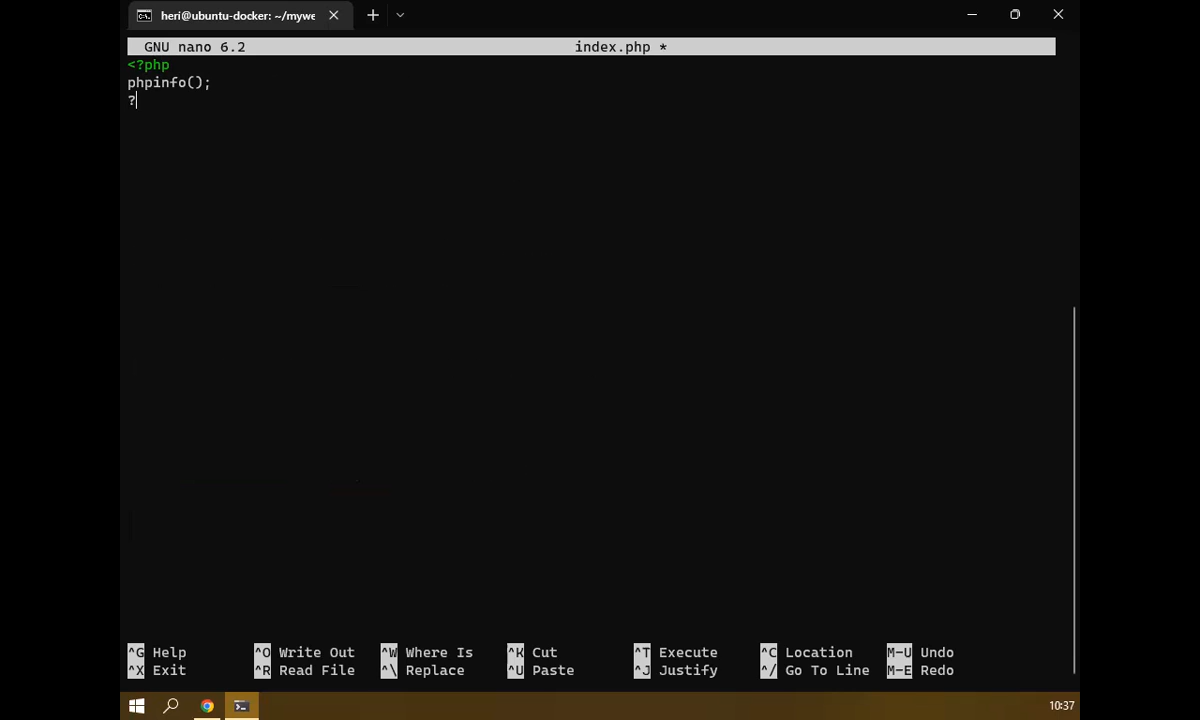 heri@ubuntu-docker: ~/mywe
GNU nano 6.2 index.php *
<?php
phpinfo();
?
^G Help ^O Write Out ^W Where Is ^K Cut ^T Execute ^C Location M-U Undo
^X Exit ^R Read File ^\ Replace ^U Paste ^J Justify ^/ Go To Line M-E Redo
10:37